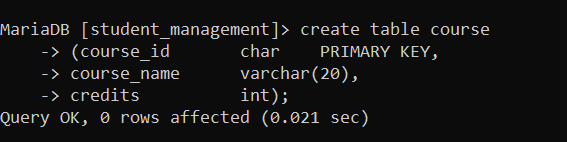 MariaDB [student_management]> create table course
    -> (course_id       char    PRIMARY KEY,
    -> course_name      varchar(20),
    -> credits          int);
Query OK, 0 rows affected (0.021 sec)